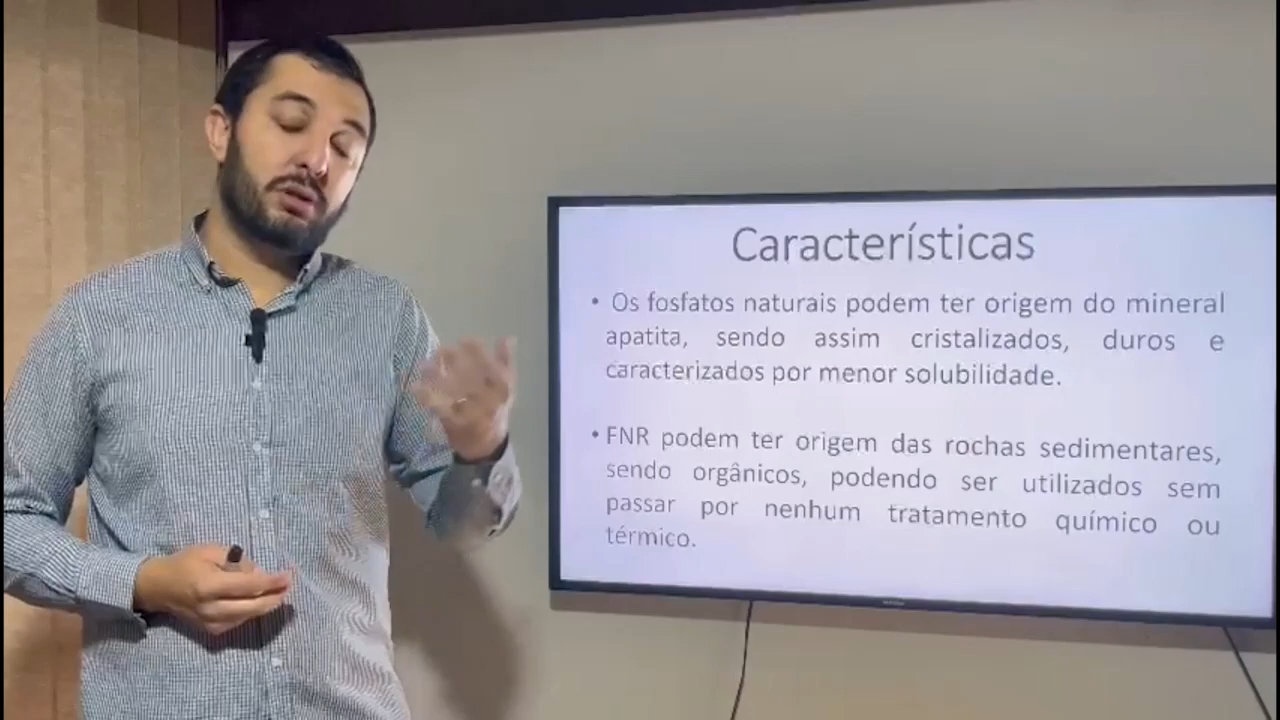 Características
• Os fosfatos naturais podem ter origem do mineral
apatita, sendo assim cristalizados, duros e
caracterizados por menor solubilidade.
• FNR podem ter origem das rochas sedimentares,
sendo orgânicos, podendo ser utilizados sem
passar por nenhum tratamento químico ou
térmico.